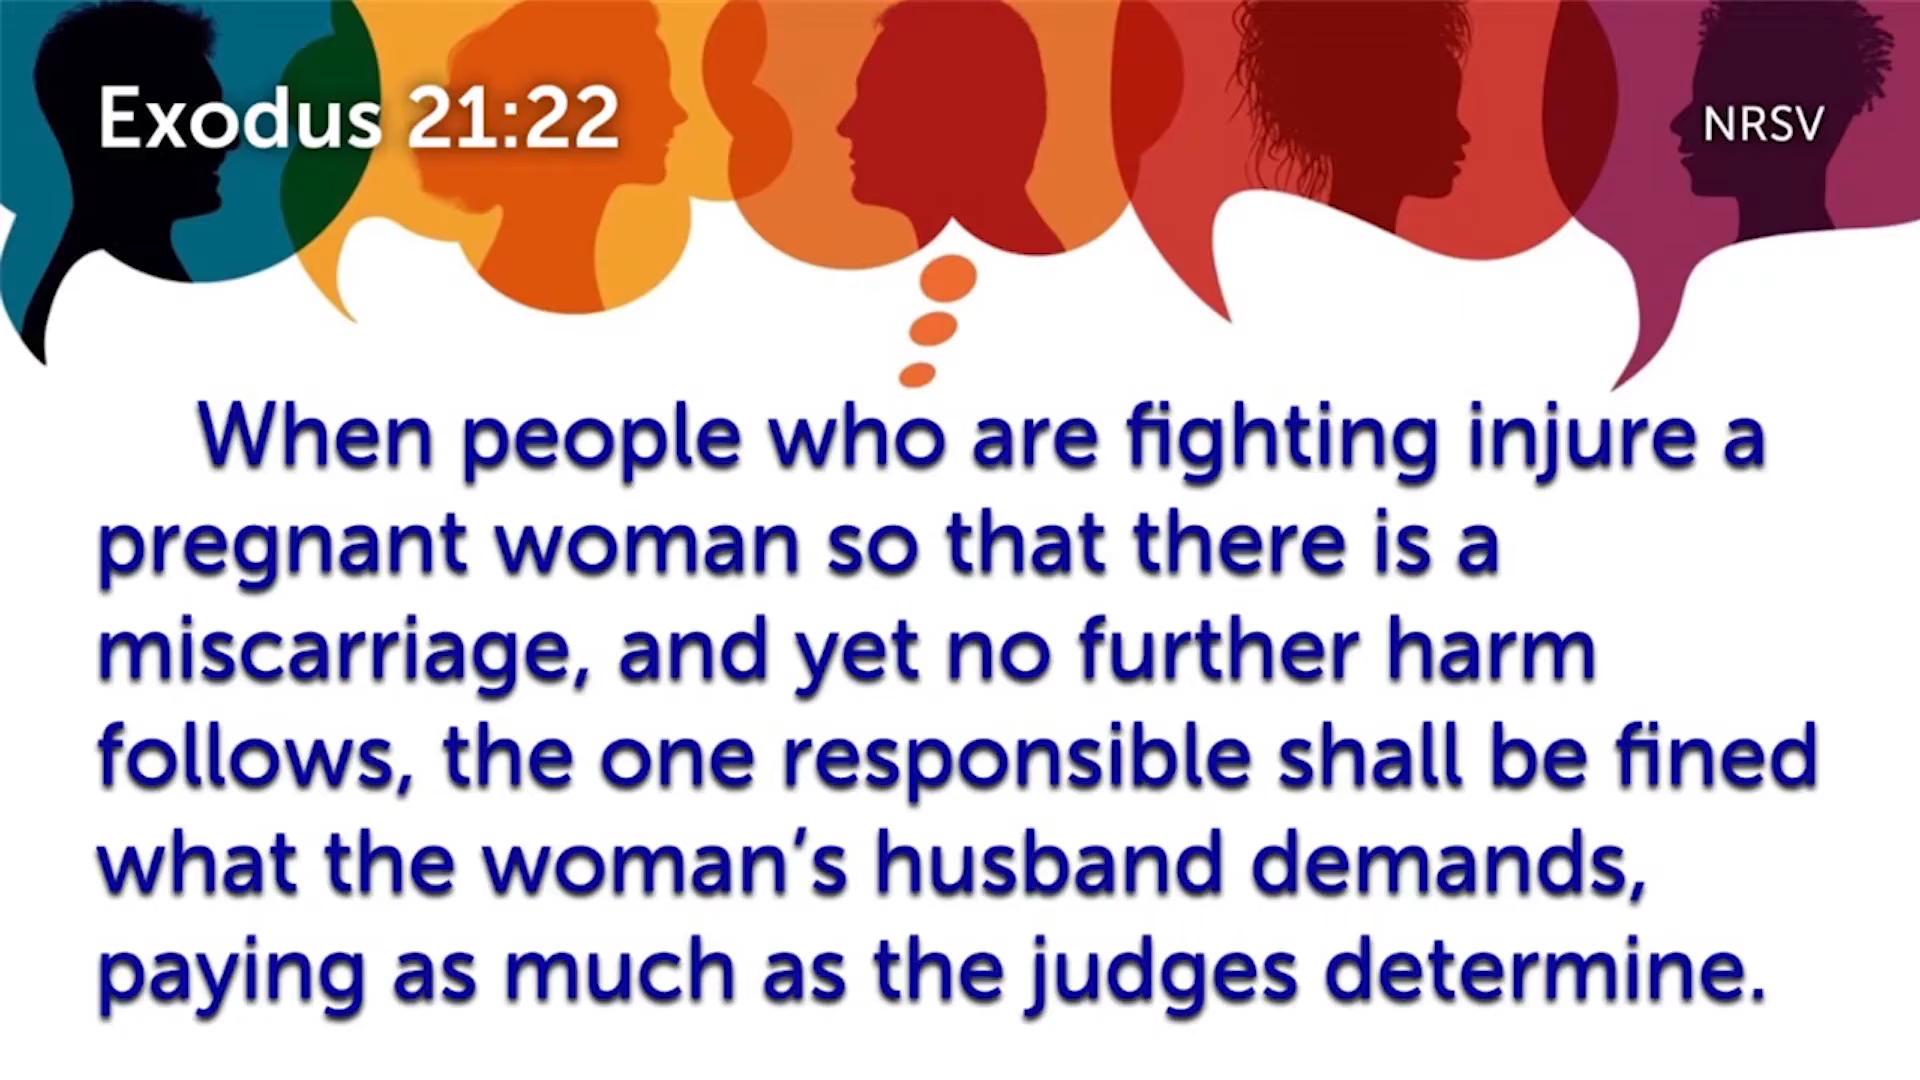 Exodus 21:22
NRSV
When people who are fighting injure a
pregnant woman so that there is a
miscarriage, and yet no further harm
follows, the one responsible shall be fined
what the woman’s husband demands,
paying as much as the judges determine.